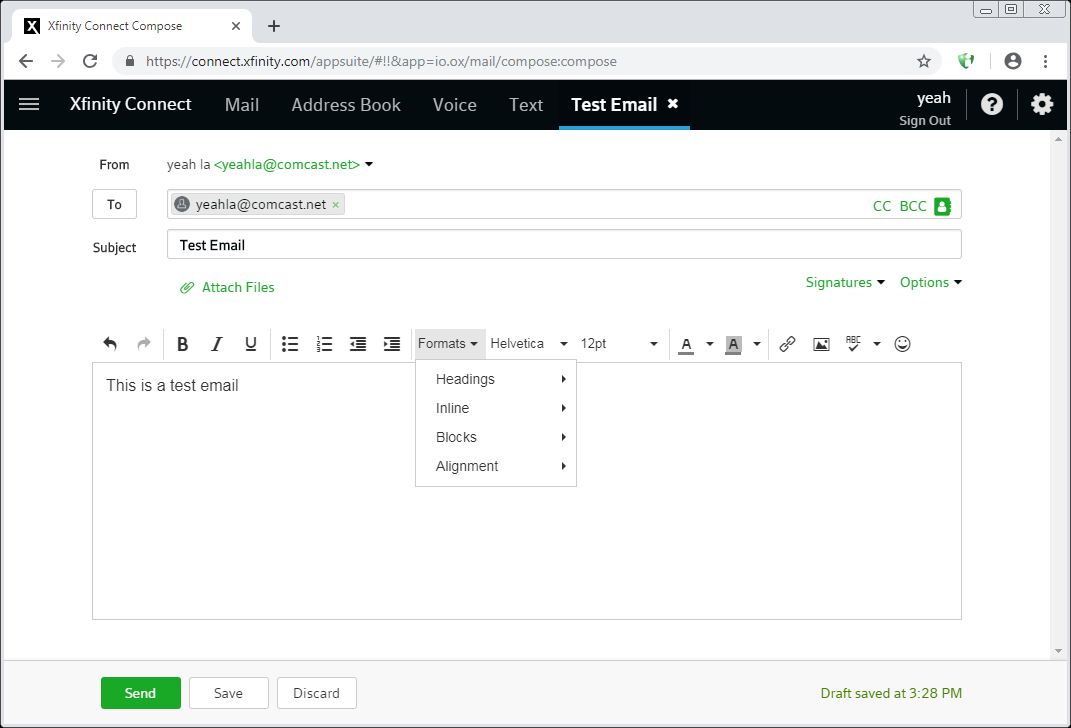 Xfinity Connect Compose
https://connect.xfinity.com/appsuite/#!!&app=io.ox/mail/compose:compose
Xfinity Connect Mail Address Book Voice Text Test Email yeah
Sign Out
From yeah la <yeahla@comcast.net>
To yeahla@comcast.net × CC BCC
Subject Test Email
Attach Files Signatures Options
B I U Formats Helvetica 12pt A A ABC
This is a test email
Headings
Inline
Blocks
Alignment
Send Save Discard Draft saved at 3:28 PM